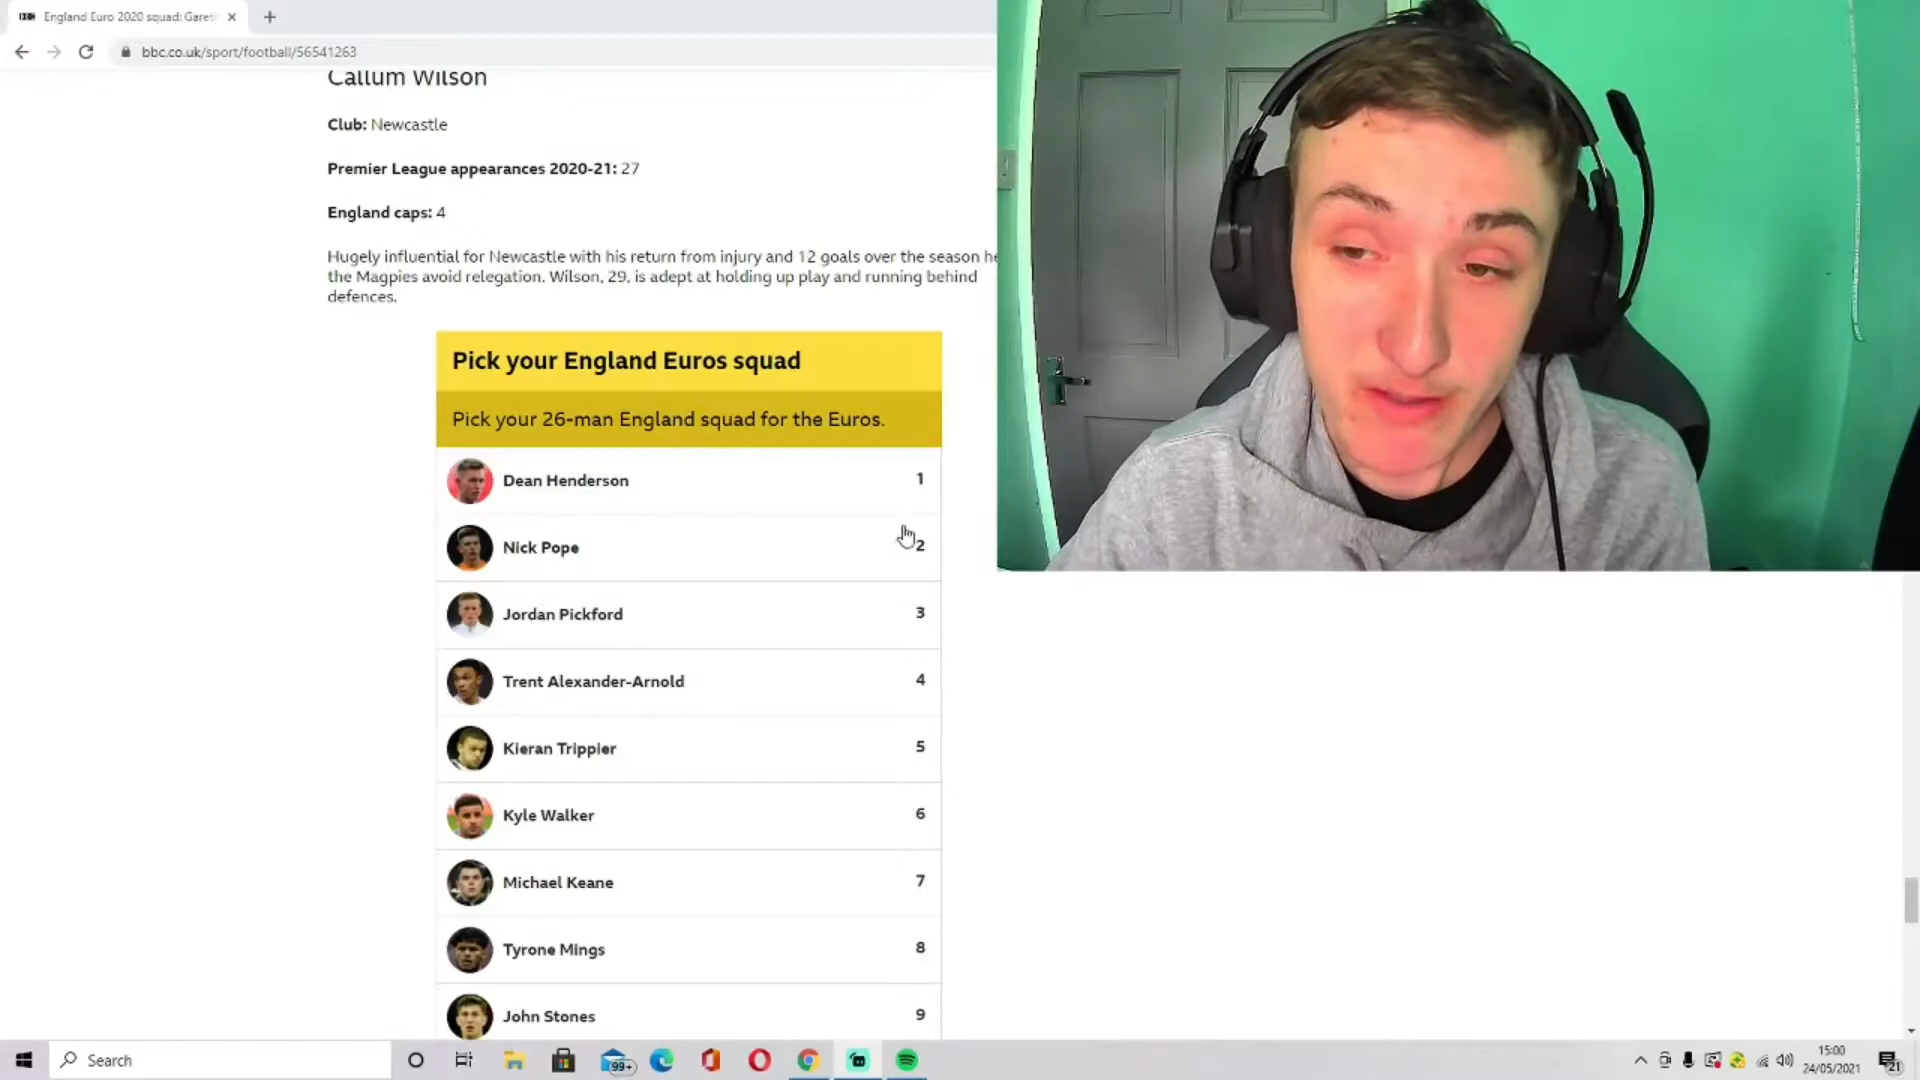 England Euro 2020 squad: Garet
bbc.co.uk/sport/football/56541263
Callum Wilson
Club: Newcastle
Premier League appearances 2020-21: 27
England caps: 4
Hugely influential for Newcastle with his return from injury and 12 goals over the season he
the Magpies avoid relegation. Wilson, 29, is adept at holding up play and running behind
defences.
Pick your England Euros squad
Pick your 26-man England squad for the Euros.
Dean Henderson 1
Nick Pope 2
Jordan Pickford 3
Trent Alexander-Arnold 4
Kieran Trippier 5
Kyle Walker 6
Michael Keane 7
Tyrone Mings 8
John Stones 9
Search
99+
15:00
24/05/2021
21